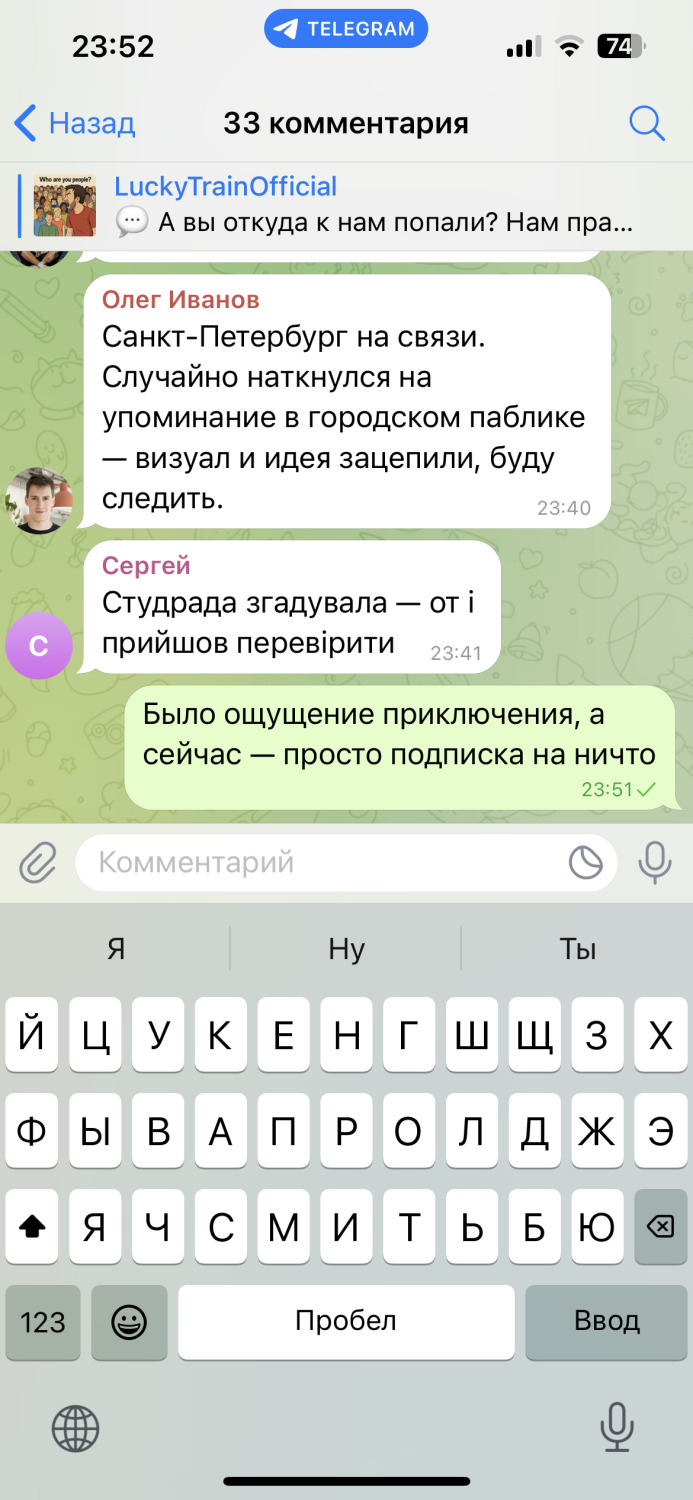 23:52
TELEGRAM
74
Назад
33 комментария
Who are you people?
LuckyTrainOfficial
А вы откуда к нам попали? Нам пра...
Олег Иванов
Санкт-Петербург на связи.
Случайно наткнулся на
упоминание в городском паблике
— визуал и идея зацепили, буду
следить.
23:40
Сергей
С
Студрада згадувала — от і
прийшов перевірити
23:41
Было ощущение приключения, а
сейчас — просто подписка на ничто
23:51
Комментарий
Я Ну Ты
Й Ц У К Е Н Г Ш Щ З Х
Ф Ы В А П Р О Л Д Ж Э
Я Ч С М И Т Ь Б Ю
123 Пробел Ввод